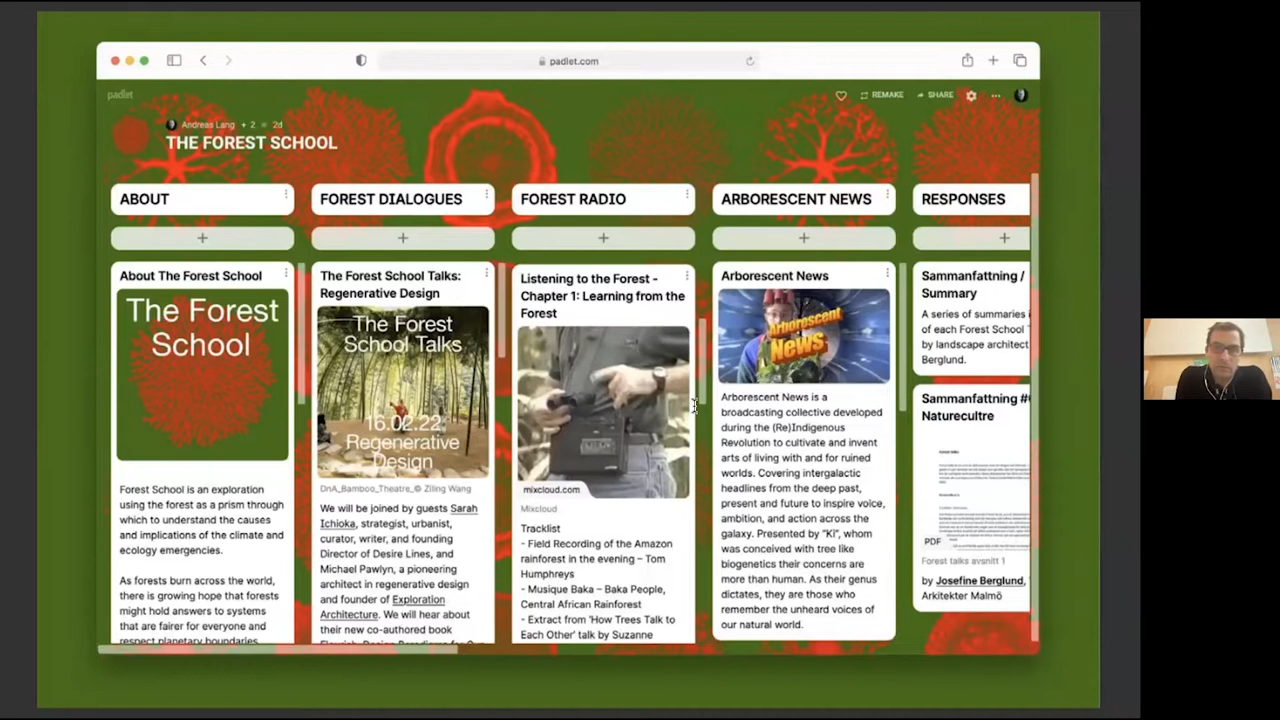 padlet.com
padlet
REMAKE
SHARE
Andreas Lang + 2 2d
THE FOREST SCHOOL
ABOUT
FOREST DIALOGUES
FOREST RADIO
ARBORESCENT NEWS
RESPONSES
About The Forest School
The Forest
School
Forest School is an exploration
using the forest as a prism through
which to understand the causes
and implications of the climate and
ecology emergencies.
As forests burn across the world,
there is growing hope that forests
might hold answers to systems
that are fairer for everyone and
respect planetary boundaries
The Forest School Talks:
Regenerative Design
The Forest
School Talks
16.02.22
Regenerative
Design
DnA_Bamboo_Theatre_© Ziling Wang
We will be joined by guests Sarah
Ichioka, strategist, urbanist,
curator, writer, and founding
Director of Desire Lines, and
Michael Pawlyn, a pioneering
architect in regenerative design
and founder of Exploration
Architecture. We will hear about
their new co-authored book
Listening to the Forest -
Chapter 1: Learning from the
Forest
mixcloud.com
Mixcloud
Tracklist
- Field Recording of the Amazon
rainforest in the evening – Tom
Humphreys
- Musique Baka – Baka People,
Central African Rainforest
- Extract from 'How Trees Talk to
Each Other' talk by Suzanne
Arborescent News
Arborescent
News
Arborescent News is a
broadcasting collective developed
during the (Re)Indigenous
Revolution to cultivate and invent
arts of living with and for ruined
worlds. Covering intergalactic
headlines from the deep past,
present and future to inspire voice,
ambition, and action across the
galaxy. Presented by "Ki", whom
was conceived with tree like
biogenetics their concerns are
more than human. As their genus
dictates, they are those who
remember the unheard voices of
our natural world.
Sammanfattning /
Summary
A series of summaries
of each Forest School
by landscape architect
Berglund.
Sammanfattning #
Naturecultre
PDF
Forest talks avsnitt 1
by Josefine Berglund,
Arkitekter Malmö